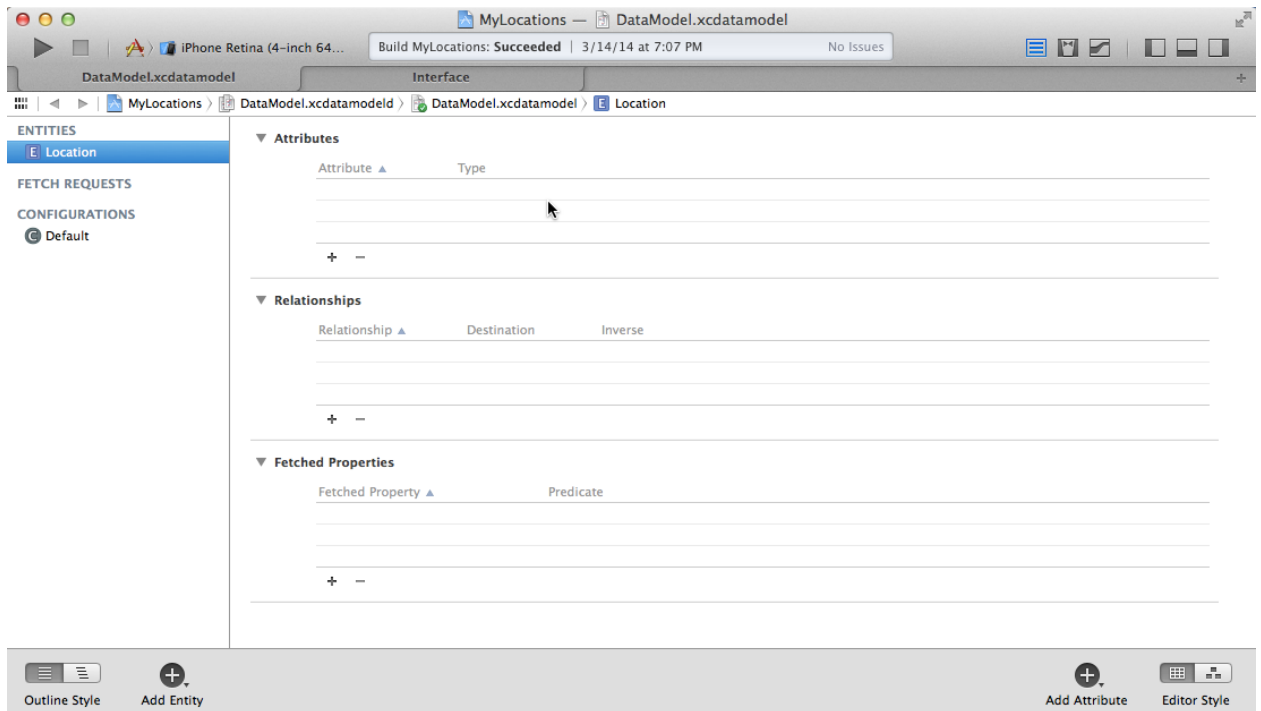 MyLocations — DataModel.xcdatamodel
iPhone Retina (4-inch 64... Build MyLocations: Succeeded | 3/14/14 at 7:07 PM No Issues
DataModel.xcdatamodel Interface
MyLocations DataModel.xcdatamodeld DataModel.xcdatamodel E Location
ENTITIES
E Location
FETCH REQUESTS
CONFIGURATIONS
C Default
Attributes
Attribute Type
Relationships
Relationship Destination Inverse
Fetched Properties
Fetched Property Predicate
Outline Style Add Entity Add Attribute Editor Style